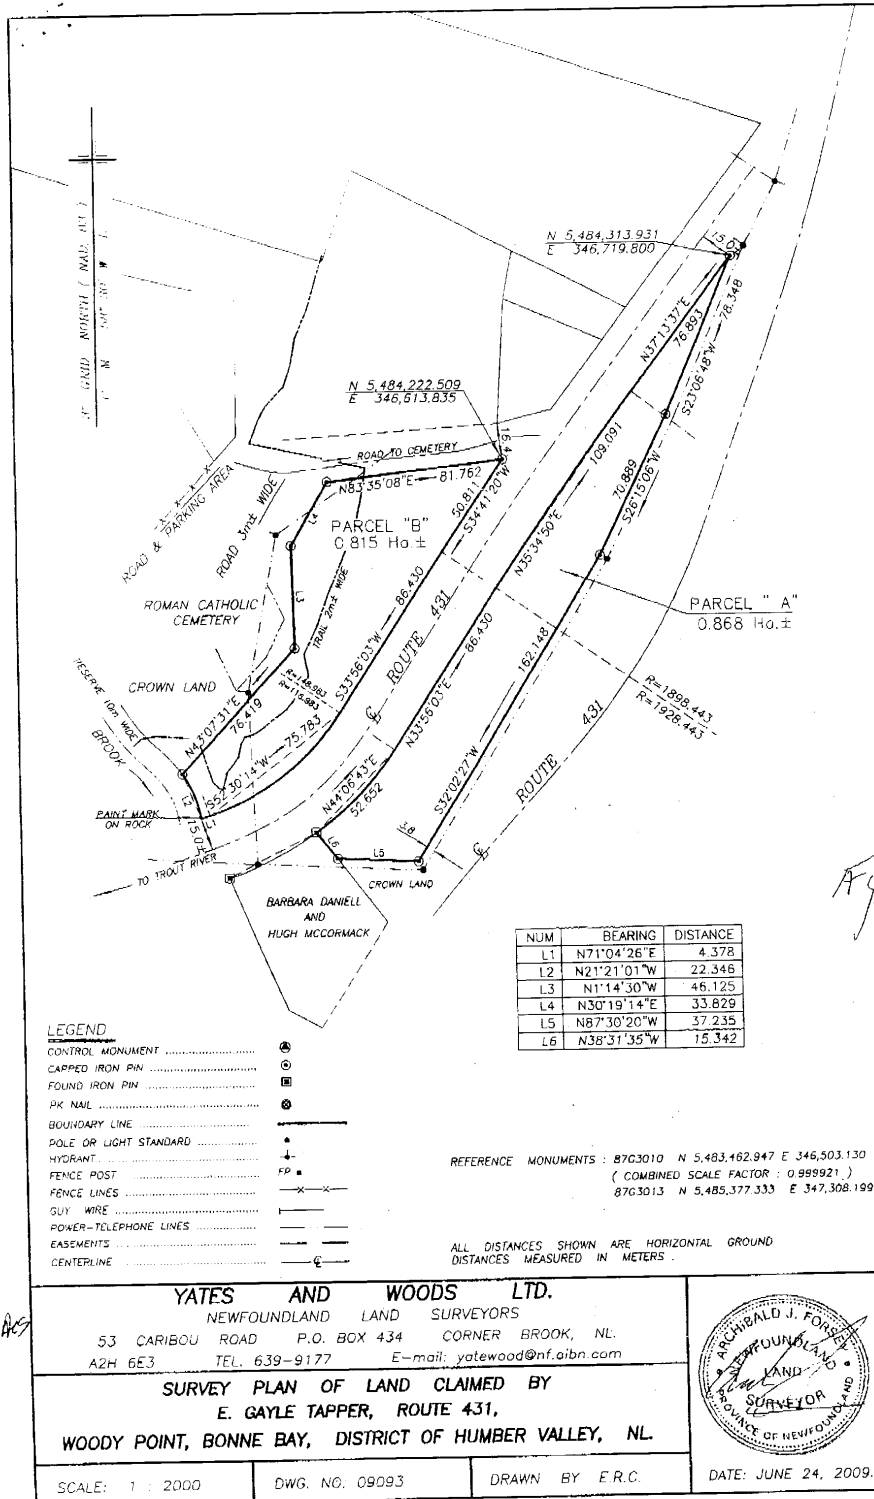 N 5,484,313.931
E 346,719.800
15.0±
N37°13'37"E
76.893
78.348
S23°06'48"W
3° GRID NORTH ( NAD. 83 )
N 5,484,222.509
E 346,613.835
ROAD TO CEMETERY
N83°35'08"E 81.762
50.811
S34°41'20"W
109.091
N35°34'50"E
70.889
S26°15'06"W
ROAD & PARKING AREA
ROAD 3m± WIDE
L4
PARCEL "B"
0.815 Ha.±
TRAIL 2m± WIDE
L3
ROMAN CATHOLIC
CEMETERY
86.430
S33°56'03"W
ROUTE 431
86.430
N33°56'03"E
PARCEL " A"
0.868 Ha.±
162.148
S32°02'27"W
R=1898.443
R=1928.443
CROWN LAND
R=148.983
R=116.983
RESERVE 10m WIDE
BROOK
N43°07'31"E
76.419
S52°30'14"W 75.783
ROUTE 431
N44°06'43"E
52.652
L2
PAINT MARK
ON ROCK
L1
15.0±
3.8
L6
L5
TO TROUT RIVER
CROWN LAND
BARBARA DANIELL
AND
HUGH MCCORMACK
NUM BEARING DISTANCE
L1 N71°04'26"E 4.378
L2 N21°21'01"W 22.346
L3 N1°14'30"W 46.125
L4 N30°19'14"E 33.829
L5 N87°30'20"W 37.235
L6 N38°31'35"W 15.342
LEGEND
CONTROL MONUMENT
CAPPED IRON PIN
FOUND IRON PIN
PK NAIL
BOUNDARY LINE
POLE OR LIGHT STANDARD
HYDRANT
FENCE POST FP
FENCE LINES
GUY WIRE
POWER-TELEPHONE LINES
EASEMENTS
CENTERLINE
REFERENCE MONUMENTS : 87G3010 N 5,483,462.947 E 346,503.130
( COMBINED SCALE FACTOR : 0.999921 )
87G3013 N 5,485,377.333 E 347,308.199
ALL DISTANCES SHOWN ARE HORIZONTAL GROUND
DISTANCES MEASURED IN METERS .
YATES AND WOODS LTD.
NEWFOUNDLAND LAND SURVEYORS
53 CARIBOU ROAD P.O. BOX 434 CORNER BROOK, NL.
A2H 6E3 TEL. 639-9177 E-mail: yatewood@nf.aibn.com
SURVEY PLAN OF LAND CLAIMED BY
E. GAYLE TAPPER, ROUTE 431,
WOODY POINT, BONNE BAY, DISTRICT OF HUMBER VALLEY, NL.
ARCHIBALD J. FORSEY
NEWFOUNDLAND
LAND
SURVEYOR
PROVINCE OF NEWFOUNDLAND
SCALE: 1 : 2000
DWG. NO. 09093
DRAWN BY E.R.C.
DATE: JUNE 24, 2009.